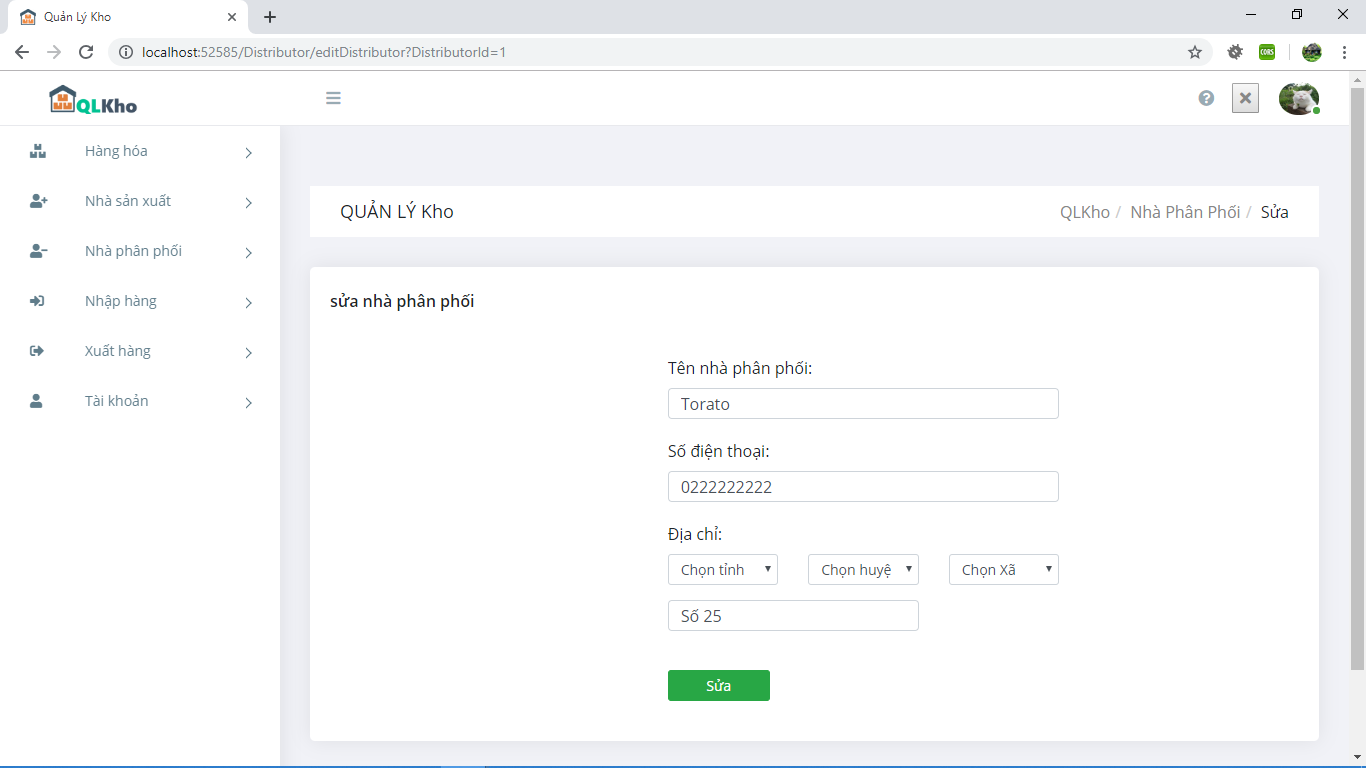 Quản Lý Kho
localhost:52585/Distributor/editDistributor?DistributorId=1
CORS
QLKho
Hàng hóa
Nhà sản xuất
Nhà phân phối
Nhập hàng
Xuất hàng
Tài khoản
QUẢN LÝ Kho
QLKho / Nhà Phân Phối / Sửa
sửa nhà phân phối
Tên nhà phân phối:
Torato
Số điện thoại:
0222222222
Địa chỉ:
Chọn tỉnh Chọn huyệ Chọn Xã
Số 25
Sửa